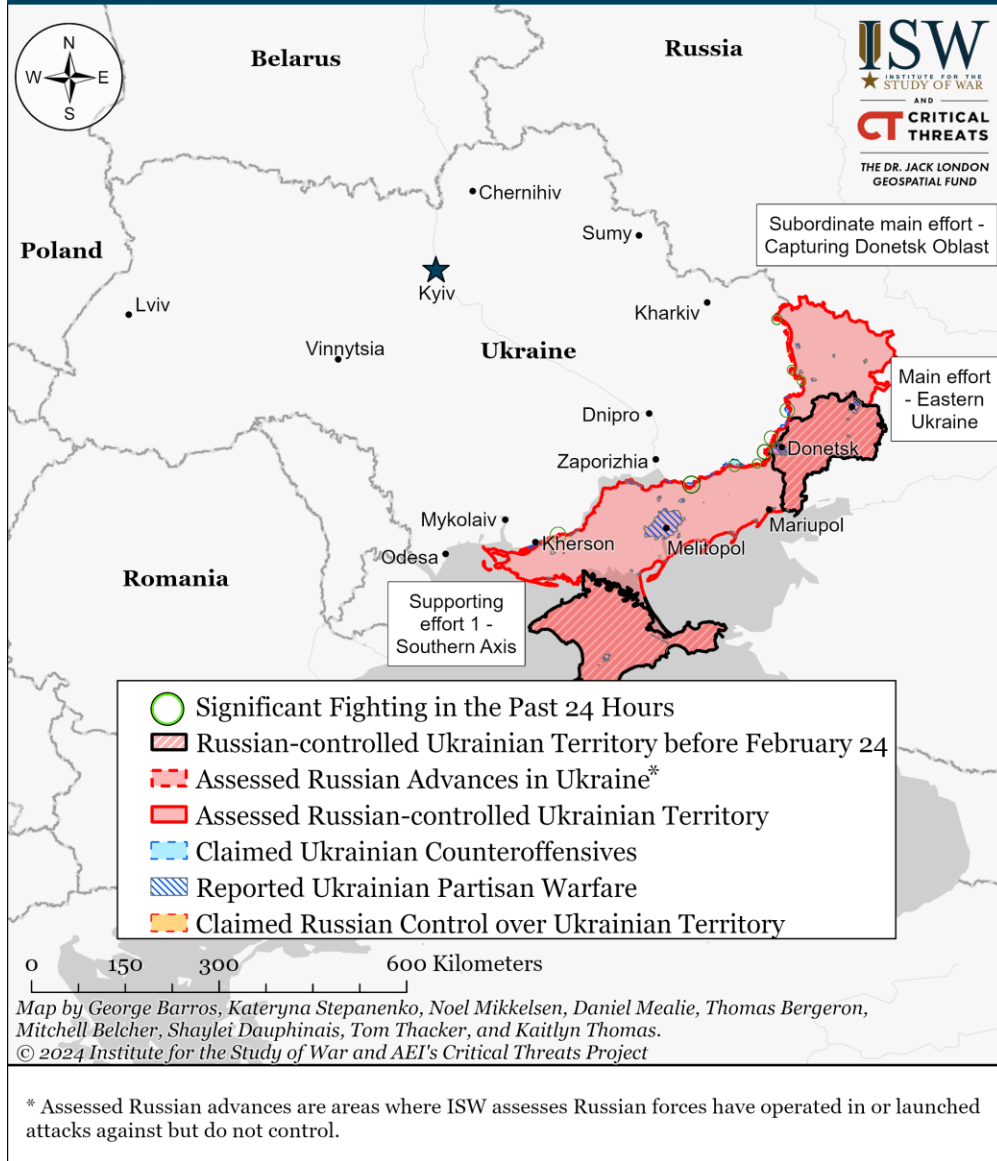 N
W
E
S
Belarus
Russia
ISW
INSTITUTE FOR THE
STUDY OF WAR
AND
CT CRITICAL
THREATS
THE DR. JACK LONDON
GEOSPATIAL FUND
Chernihiv
Subordinate main effort -
Capturing Donetsk Oblast
Sumy
Poland
Kyiv
Lviv
Kharkiv
Vinnytsia
Ukraine
Main effort
- Eastern
Ukraine
Dnipro
Donetsk
Zaporizhia
Mariupol
Mykolaiv
Kherson
Melitopol
Odesa
Romania
Supporting
effort 1 -
Southern Axis
Significant Fighting in the Past 24 Hours
Russian-controlled Ukrainian Territory before February 24
Assessed Russian Advances in Ukraine*
Assessed Russian-controlled Ukrainian Territory
Claimed Ukrainian Counteroffensives
Reported Ukrainian Partisan Warfare
Claimed Russian Control over Ukrainian Territory
0 150 300 600 Kilometers
Map by George Barros, Kateryna Stepanenko, Noel Mikkelsen, Daniel Mealie, Thomas Bergeron,
Mitchell Belcher, Shaylei Dauphinais, Tom Thacker, and Kaitlyn Thomas.
© 2024 Institute for the Study of War and AEI's Critical Threats Project
* Assessed Russian advances are areas where ISW assesses Russian forces have operated in or launched
attacks against but do not control.